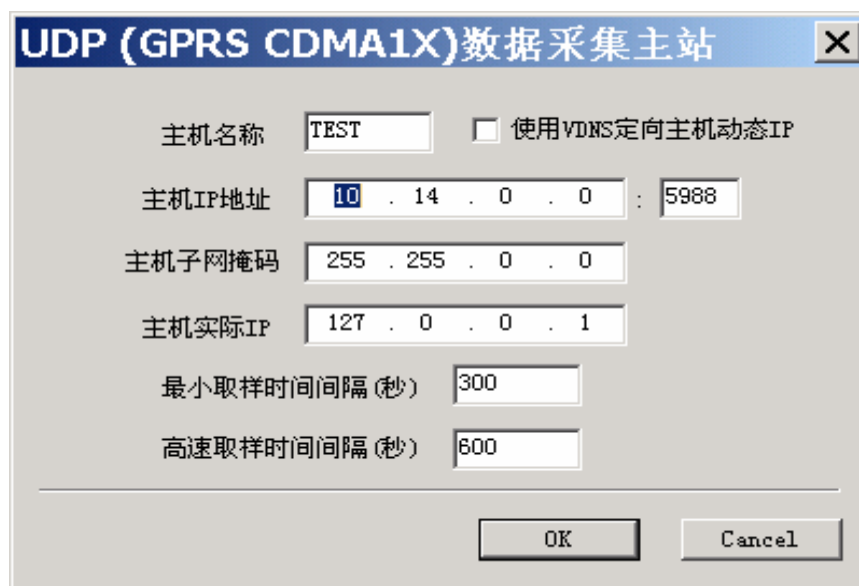 UDP (GPRS CDMA1X)数据采集主站
主机名称 TEST 使用VDNS定向主机动态IP
主机IP地址 10 . 14 . 0 . 0 : 5988
主机子网掩码 255 . 255 . 0 . 0
主机实际IP 127 . 0 . 0 . 1
最小取样时间间隔(秒) 300
高速取样时间间隔(秒) 600
OK Cancel